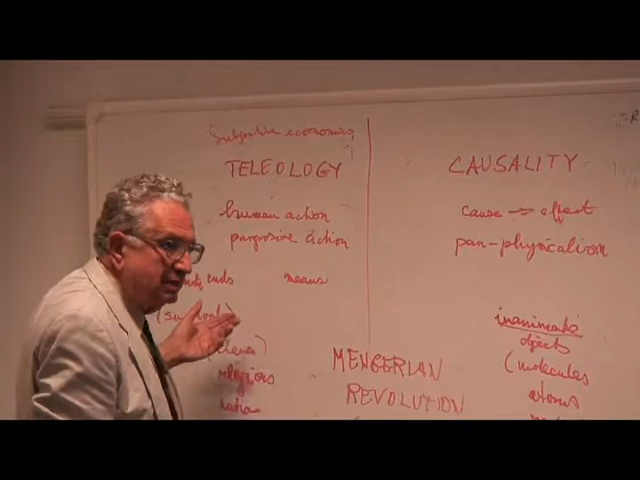 Subjective economics
TELEOLOGY
human action
purposive action
ends means
religions
MENGERIAN
REVOLUTION
CAUSALITY
cause → effect
pan-physicalism
inanimate
objects
(molecules
atoms